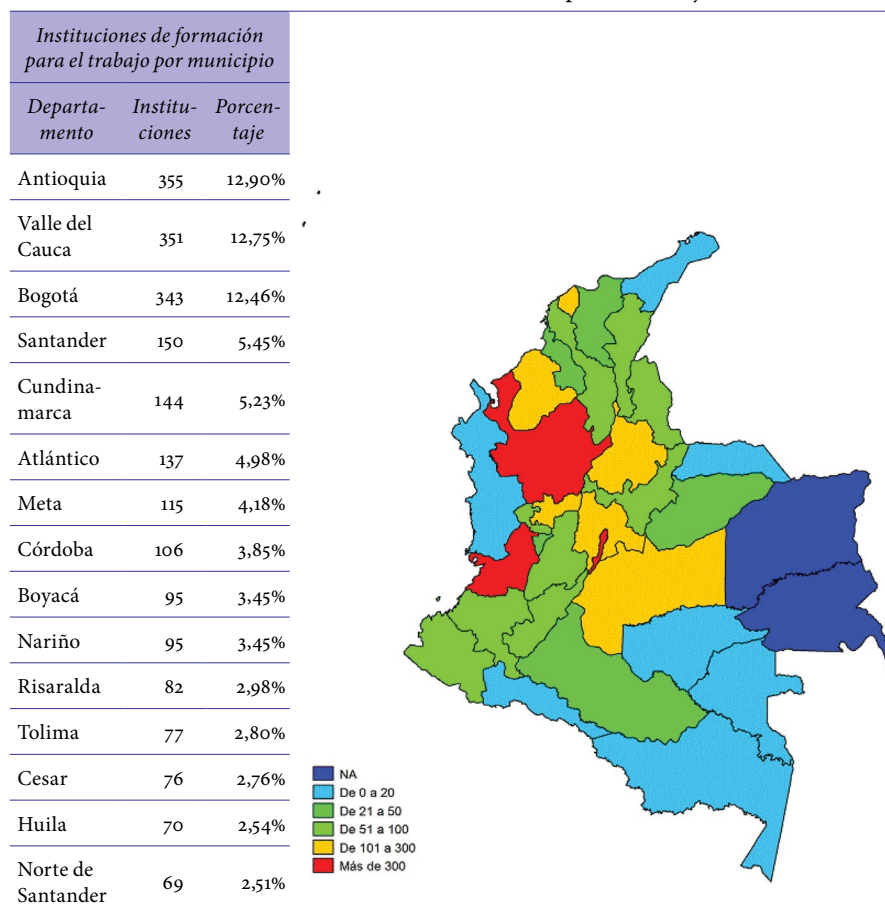 Instituciones de formación
para el trabajo por municipio
Departa-
mento
Institu-
ciones
Porcen-
taje
Antioquia 355 12,90%
Valle del
Cauca 351 12,75%
Bogotá 343 12,46%
Santander 150 5,45%
Cundina-
marca 144 5,23%
Atlántico 137 4,98%
Meta 115 4,18%
Córdoba 106 3,85%
Boyacá 95 3,45%
Nariño 95 3,45%
Risaralda 82 2,98%
Tolima 77 2,80%
Cesar 76 2,76%
Huila 70 2,54%
Norte de
Santander 69 2,51%
NA
De 0 a 20
De 21 a 50
De 51 a 100
De 101 a 300
Más de 300